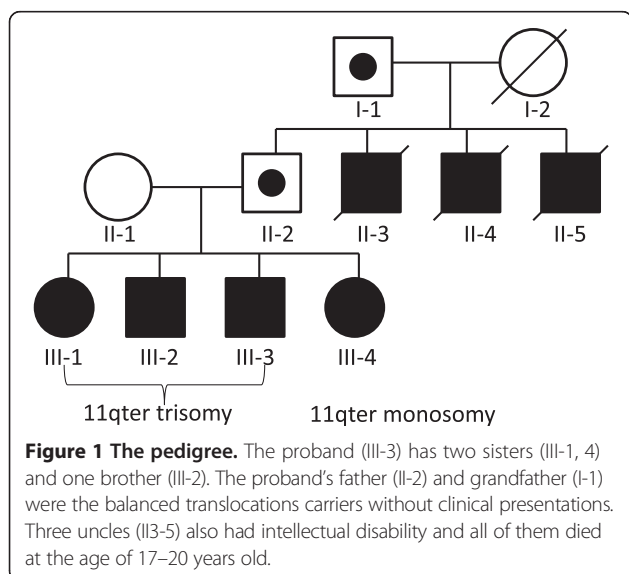 I-1 I-2
II-1 II-2 II-3 II-4 II-5
III-1 III-2 III-3 III-4
11qter trisomy 11qter monosomy
Figure 1 The pedigree. The proband (III-3) has two sisters (III-1, 4)
and one brother (III-2). The proband's father (II-2) and grandfather (I-1)
were the balanced translocations carriers without clinical presentations.
Three uncles (II3-5) also had intellectual disability and all of them died
at the age of 17–20 years old.